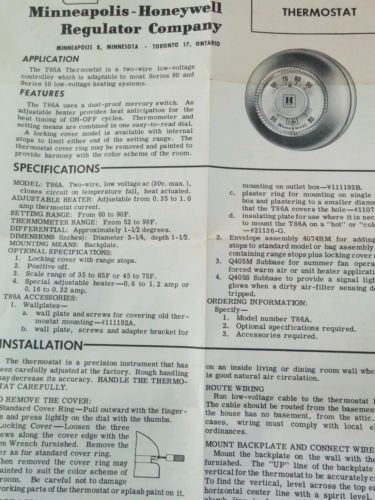 Minneapolis-Honeywell
Regulator Company
MINNEAPOLIS 8, MINNESOTA - TORONTO 17, ONTARIO
THERMOSTAT
APPLICATION
The T86A Thermostat is a two-wire low-voltage
controller which is adaptable to most Series 80 and
Series 10 low-voltage heating systems.
FEATURES
The T86A uses a dust-proof mercury switch. An
adjustable heater provides heat anticipation for the
best timing of ON-OFF cycles. Thermometer and
setting means are combined in one easy-to-read dial.
A locking cover model is available with internal
stops to limit either end of the setting range. The
thermostat cover ring may be removed and painted to
provide harmony with the color scheme of the room.
H
Honeywell
SPECIFICATIONS
MODEL: T86A. Two-wire, low voltage ac (30v. max.),
closes circuit on temperature fall, heat actuated.
ADJUSTABLE HEATER: Adjustable from 0.35 to 1.0
amp thermostat current.
SETTING RANGE: From 60 to 90F.
THERMOMETER RANGE: From 52 to 98F.
DIFFERENTIAL: Approximately 1-1/2 degrees.
DIMENSIONS (inches): Diameter 3-1/4, depth 1-1/2.
MOUNTING MEANS: Backplate.
OPTIONAL SPECIFICATIONS:
1. Locking cover with range stops.
2. Positive off.
3. Scale range of 35 to 65F or 45 to 75F.
4. Special adjustable heater—0.8 to 1.2 amp or
0.16 to 0.32 amp.
T86A ACCESSORIES:
1. Wallplates—
a. wall plate and screws for covering old ther-
mostat mounting—#111192A.
b. wall plate, screws and adapter bracket for
mounting on outlet box—#111192B.
c. plaster ring for mounting on single
box and plastering to a smaller diame
that the T86A covers the hole—#1107
d. insulating plate for use where it is nec
to mount the T86A on a "hot" or "col
—#21136-G.
2. Envelope assembly 4074HRM for adding
stops to standard model or bag assembly
containing range stops plus locking cove
3. Q405M Subbase for summer fan opera
forced warm air or unit heater applicatio
4. Q405S Subbase to provide a signal lig
glows when a dirty air-filter sensing de
tripped.
ORDERING INFORMATION:
Specify—
1. Model number T86A.
2. Optional specifications required.
3. Accessories required.
INSTALLATION
The thermostat is a precision instrument that has
been carefully adjusted at the factory. Rough handling
may decrease its accuracy. HANDLE THE THERMO-
STAT CAREFULLY.
TO REMOVE THE COVER:
Standard Cover Ring—Pull outward with the finger-
s and press lightly on the dial with the thumbs.
Locking Cover—Loosen the three
ews along the cover edge with the
en Wrench furnished. Remove the
er as for standard cover ring.
When removed the cover ring may
painted to suit the color scheme of
room. Be careful not to damage
working parts of the thermostat or splash paint on it.
on an inside living or dining room wall whe
is good natural air circulation.
ROUTE WIRING
Run low-voltage cable to the thermostat l
The cable should be routed from the basement
the house has no basement, from the attic.
cases, wiring must comply with local el
ordinances.
MOUNT BACKPLATE AND CONNECT WIRE
Mount the backplate on the wall with the
furnished. The "UP" line of the backplate
vertical for the thermostat to be accurately c
To find the vertical, level across the top ea
horizontal center line with a spirit level